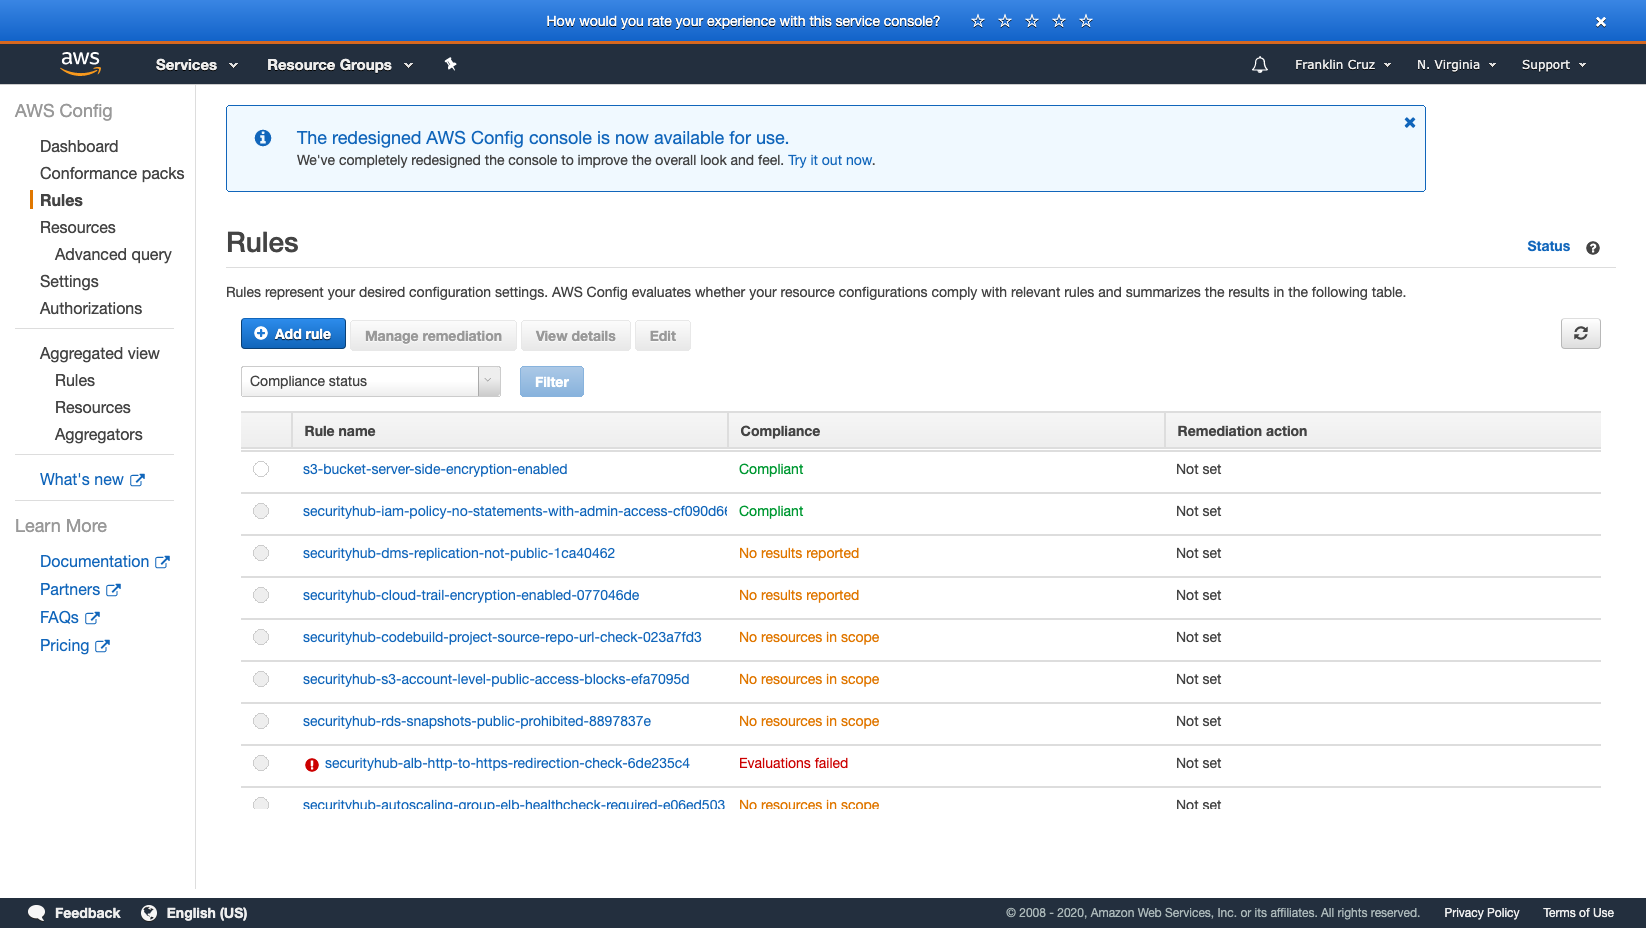 How would you rate your experience with this service console?
aws
Services
Resource Groups
Franklin Cruz
N. Virginia
Support
AWS Config
Dashboard
Conformance packs
Rules
Resources
Advanced query
Settings
Authorizations
Aggregated view
Rules
Resources
Aggregators
What's new
Learn More
Documentation
Partners
FAQs
Pricing
The redesigned AWS Config console is now available for use.
We've completely redesigned the console to improve the overall look and feel. Try it out now.
Rules
Status
Rules represent your desired configuration settings. AWS Config evaluates whether your resource configurations comply with relevant rules and summarizes the results in the following table.
Add rule
Manage remediation
View details
Edit
Compliance status
Filter
Rule name Compliance Remediation action
s3-bucket-server-side-encryption-enabled Compliant Not set
securityhub-iam-policy-no-statements-with-admin-access-cf090d6 Compliant Not set
securityhub-dms-replication-not-public-1ca40462 No results reported Not set
securityhub-cloud-trail-encryption-enabled-077046de No results reported Not set
securityhub-codebuild-project-source-repo-url-check-023a7fd3 No resources in scope Not set
securityhub-s3-account-level-public-access-blocks-efa7095d No resources in scope Not set
securityhub-rds-snapshots-public-prohibited-8897837e No resources in scope Not set
securityhub-alb-http-to-https-redirection-check-6de235c4 Evaluations failed Not set
securityhub-autoscaling-group-elb-healthcheck-required-e06ed503 No resources in scope Not set
Feedback
English (US)
© 2008 - 2020, Amazon Web Services, Inc. or its affiliates. All rights reserved.
Privacy Policy
Terms of Use